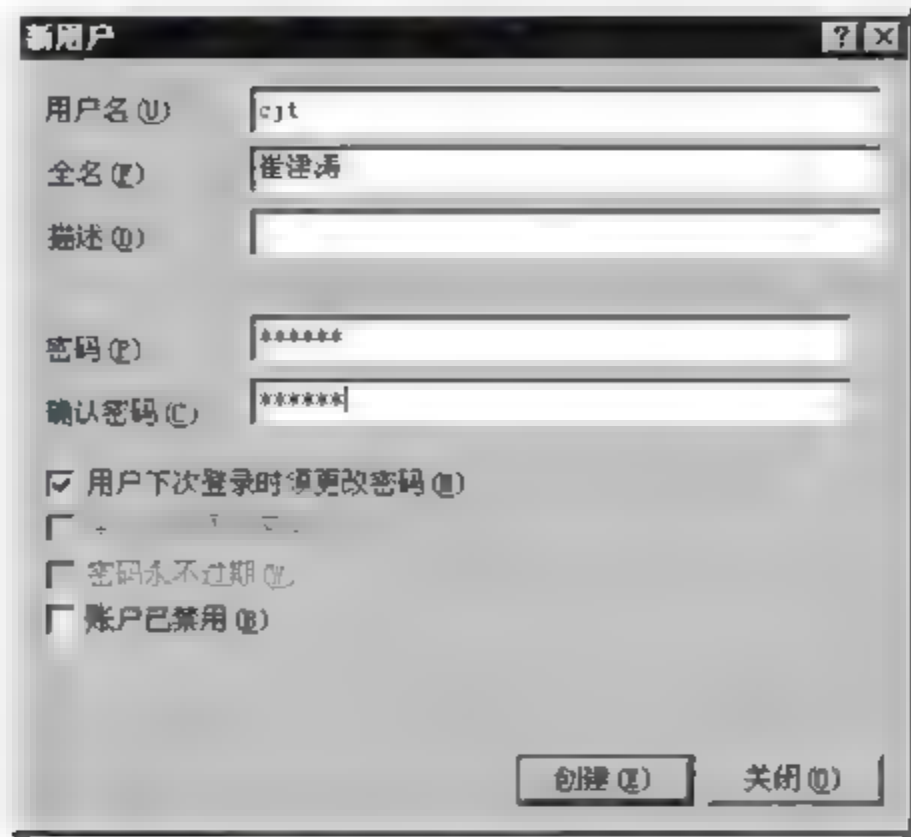 新用户
用户名(U)
cjt
全名(F)
崔建涛
描述(D)
密码(P)
******
确认密码(C)
******
用户下次登录时须更改密码(M)
密码永不过期(W)
账户已禁用(B)
创建(E) 关闭(O)